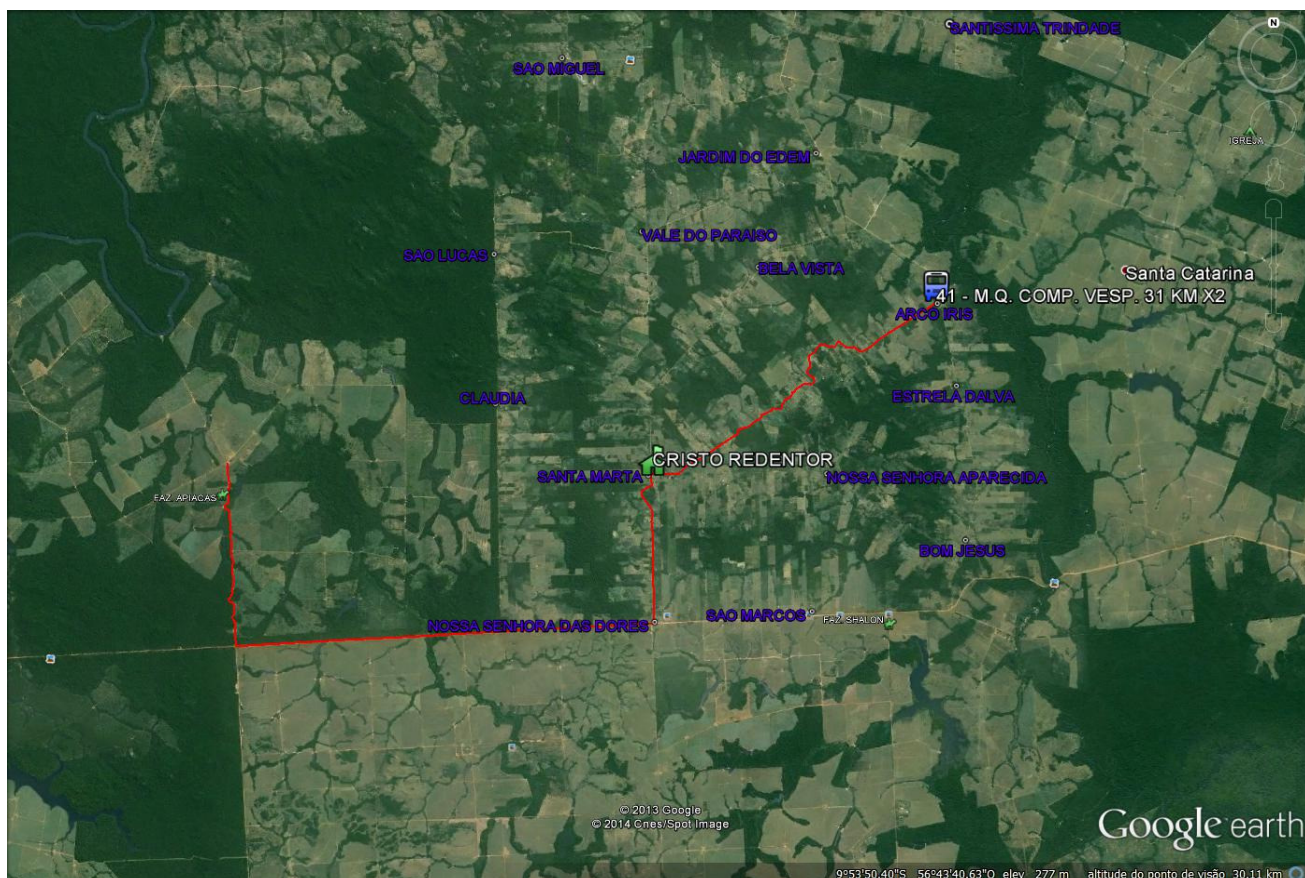 N
SANTISSIMA TRINDADE
SAO MIGUEL
IGREJA
JARDIM DO EDEM
VALE DO PARAISO
SAO LUCAS
BELA VISTA
Santa Catarina
41 - M.Q. COMP. VESP. 31 KM X2
ARCO IRIS
CLAUDIA
ESTRELA DALVA
CRISTO REDENTOR
SANTA MARTA
NOSSA SENHORA APARECIDA
FAZ. APIACAS
BOM JESUS
SAO MARCOS
FAZ. SHALON
NOSSA SENHORA DAS DORES
© 2013 Google
© 2014 Cnes/Spot Image
Google earth
9°53'50.40"S 56°43'40.63"O elev 277 m altitude do ponto de visão 30.11 km